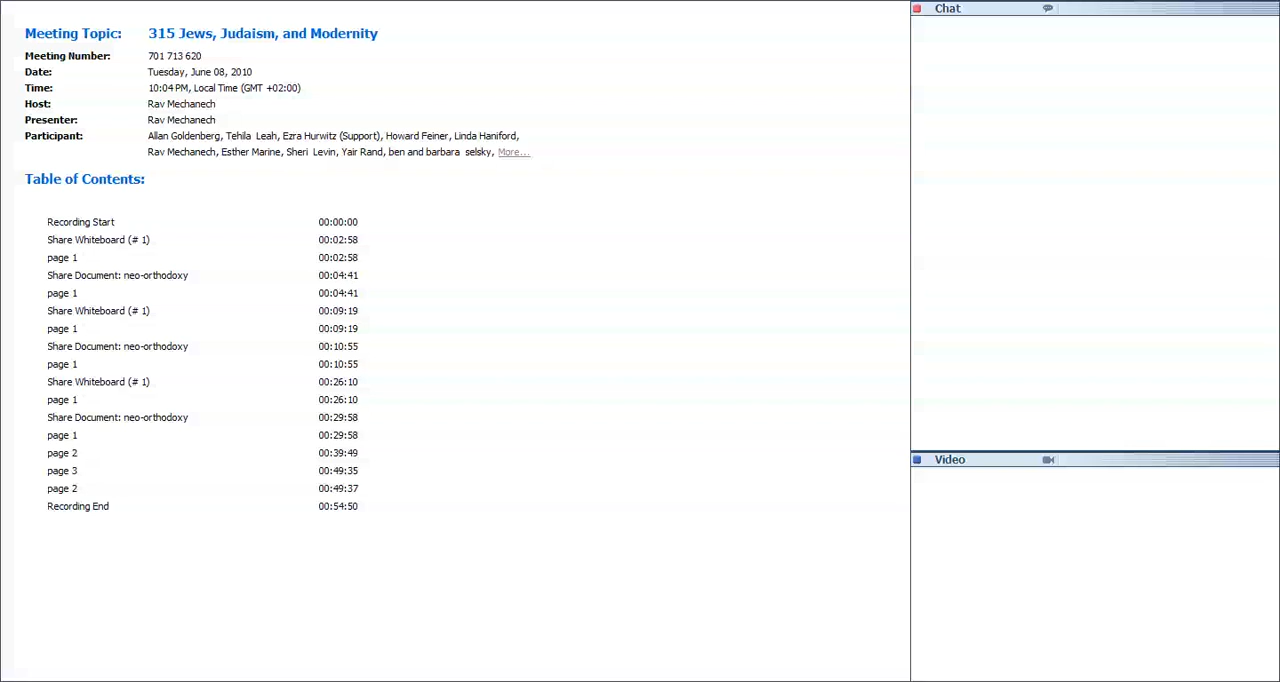 Meeting Topic: 315 Jews, Judaism, and Modernity
Meeting Number: 701 713 620
Date: Tuesday, June 08, 2010
Time: 10:04 PM, Local Time (GMT +02:00)
Host: Rav Mechanech
Presenter: Rav Mechanech
Participant: Allan Goldenberg, Tehila Leah, Ezra Hurwitz (Support), Howard Feiner, Linda Haniford,
Rav Mechanech, Esther Marine, Sheri Levin, Yair Rand, ben and barbara selsky, More...
Table of Contents:
Recording Start 00:00:00
Share Whiteboard (# 1) 00:02:58
page 1 00:02:58
Share Document: neo-orthodoxy 00:04:41
page 1 00:04:41
Share Whiteboard (# 1) 00:09:19
page 1 00:09:19
Share Document: neo-orthodoxy 00:10:55
page 1 00:10:55
Share Whiteboard (# 1) 00:26:10
page 1 00:26:10
Share Document: neo-orthodoxy 00:29:58
page 1 00:29:58
page 2 00:39:49
page 3 00:49:35
page 2 00:49:37
Recording End 00:54:50
Chat
Video